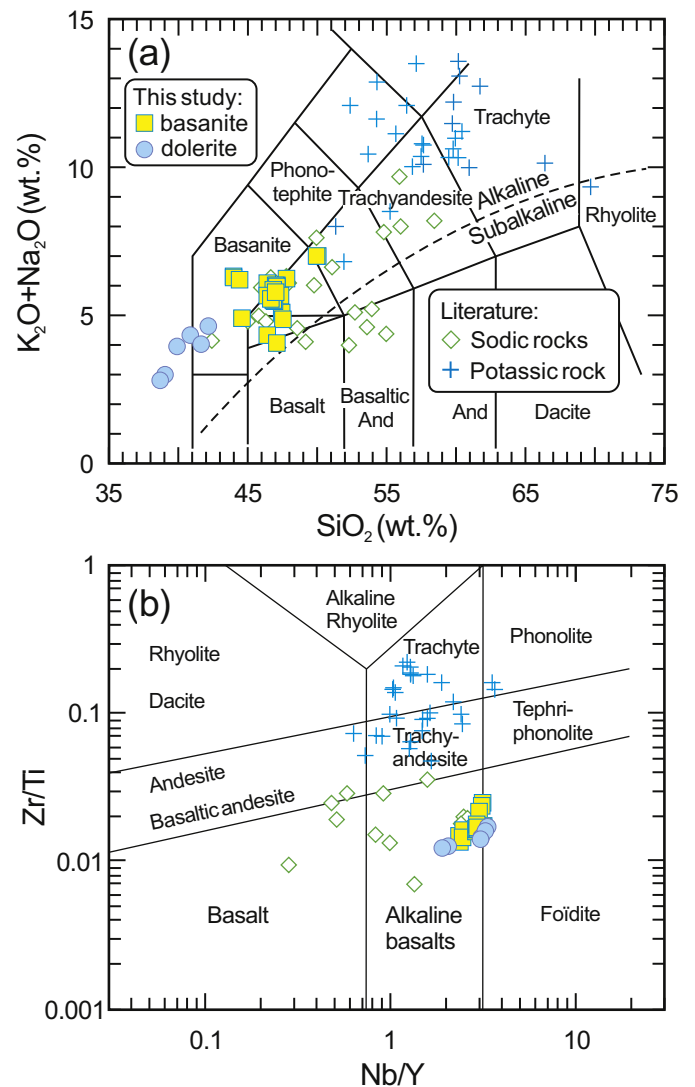 (a)
This study:
basanite
dolerite
Phono-
tephite
Basanite
Trachyandesite
Trachyte
Alkaline
Subalkaline
Rhyolite
Literature:
Sodic rocks
Potassic rock
Basalt
Basaltic
And
And
Dacite
K₂O+Na₂O (wt.%)
15
10
5
0
35
45
55
65
75
SiO₂ (wt.%)
(b)
Alkaline
Rhyolite
Trachyte
Phonolite
Rhyolite
Dacite
Tephri-
phonolite
Trachy-
andesite
Andesite
Basaltic andesite
Basalt
Alkaline
basalts
Foïdite
Zr/Ti
1
0.1
0.01
0.001
0.1
1
10
Nb/Y